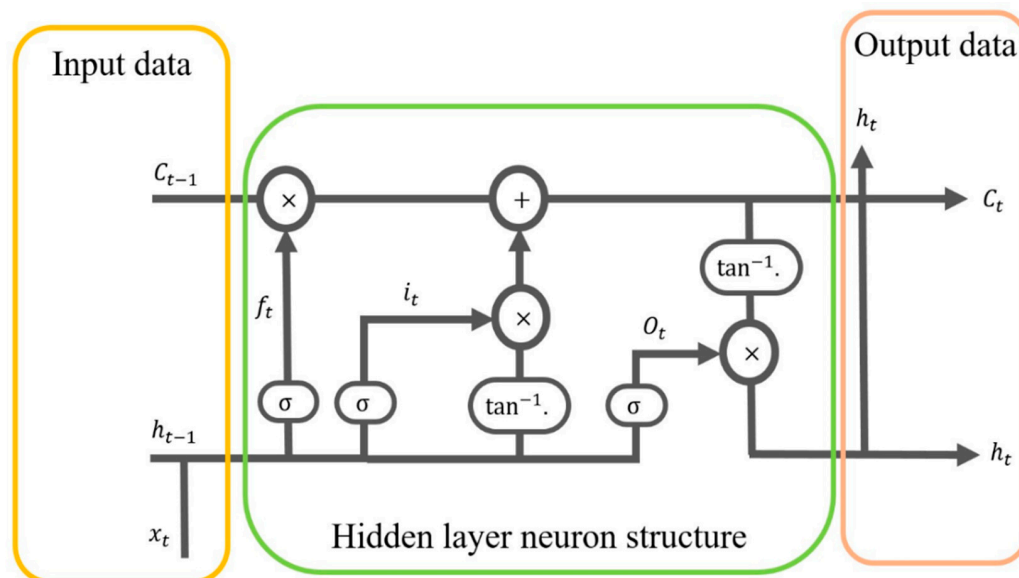 Input data
Output data
h_t
C_{t−1}
×
+
C_t
tan⁻¹.
f_t
i_t
×
O_t
×
σ
σ
tan⁻¹.
σ
h_{t−1}
h_t
x_t
Hidden layer neuron structure